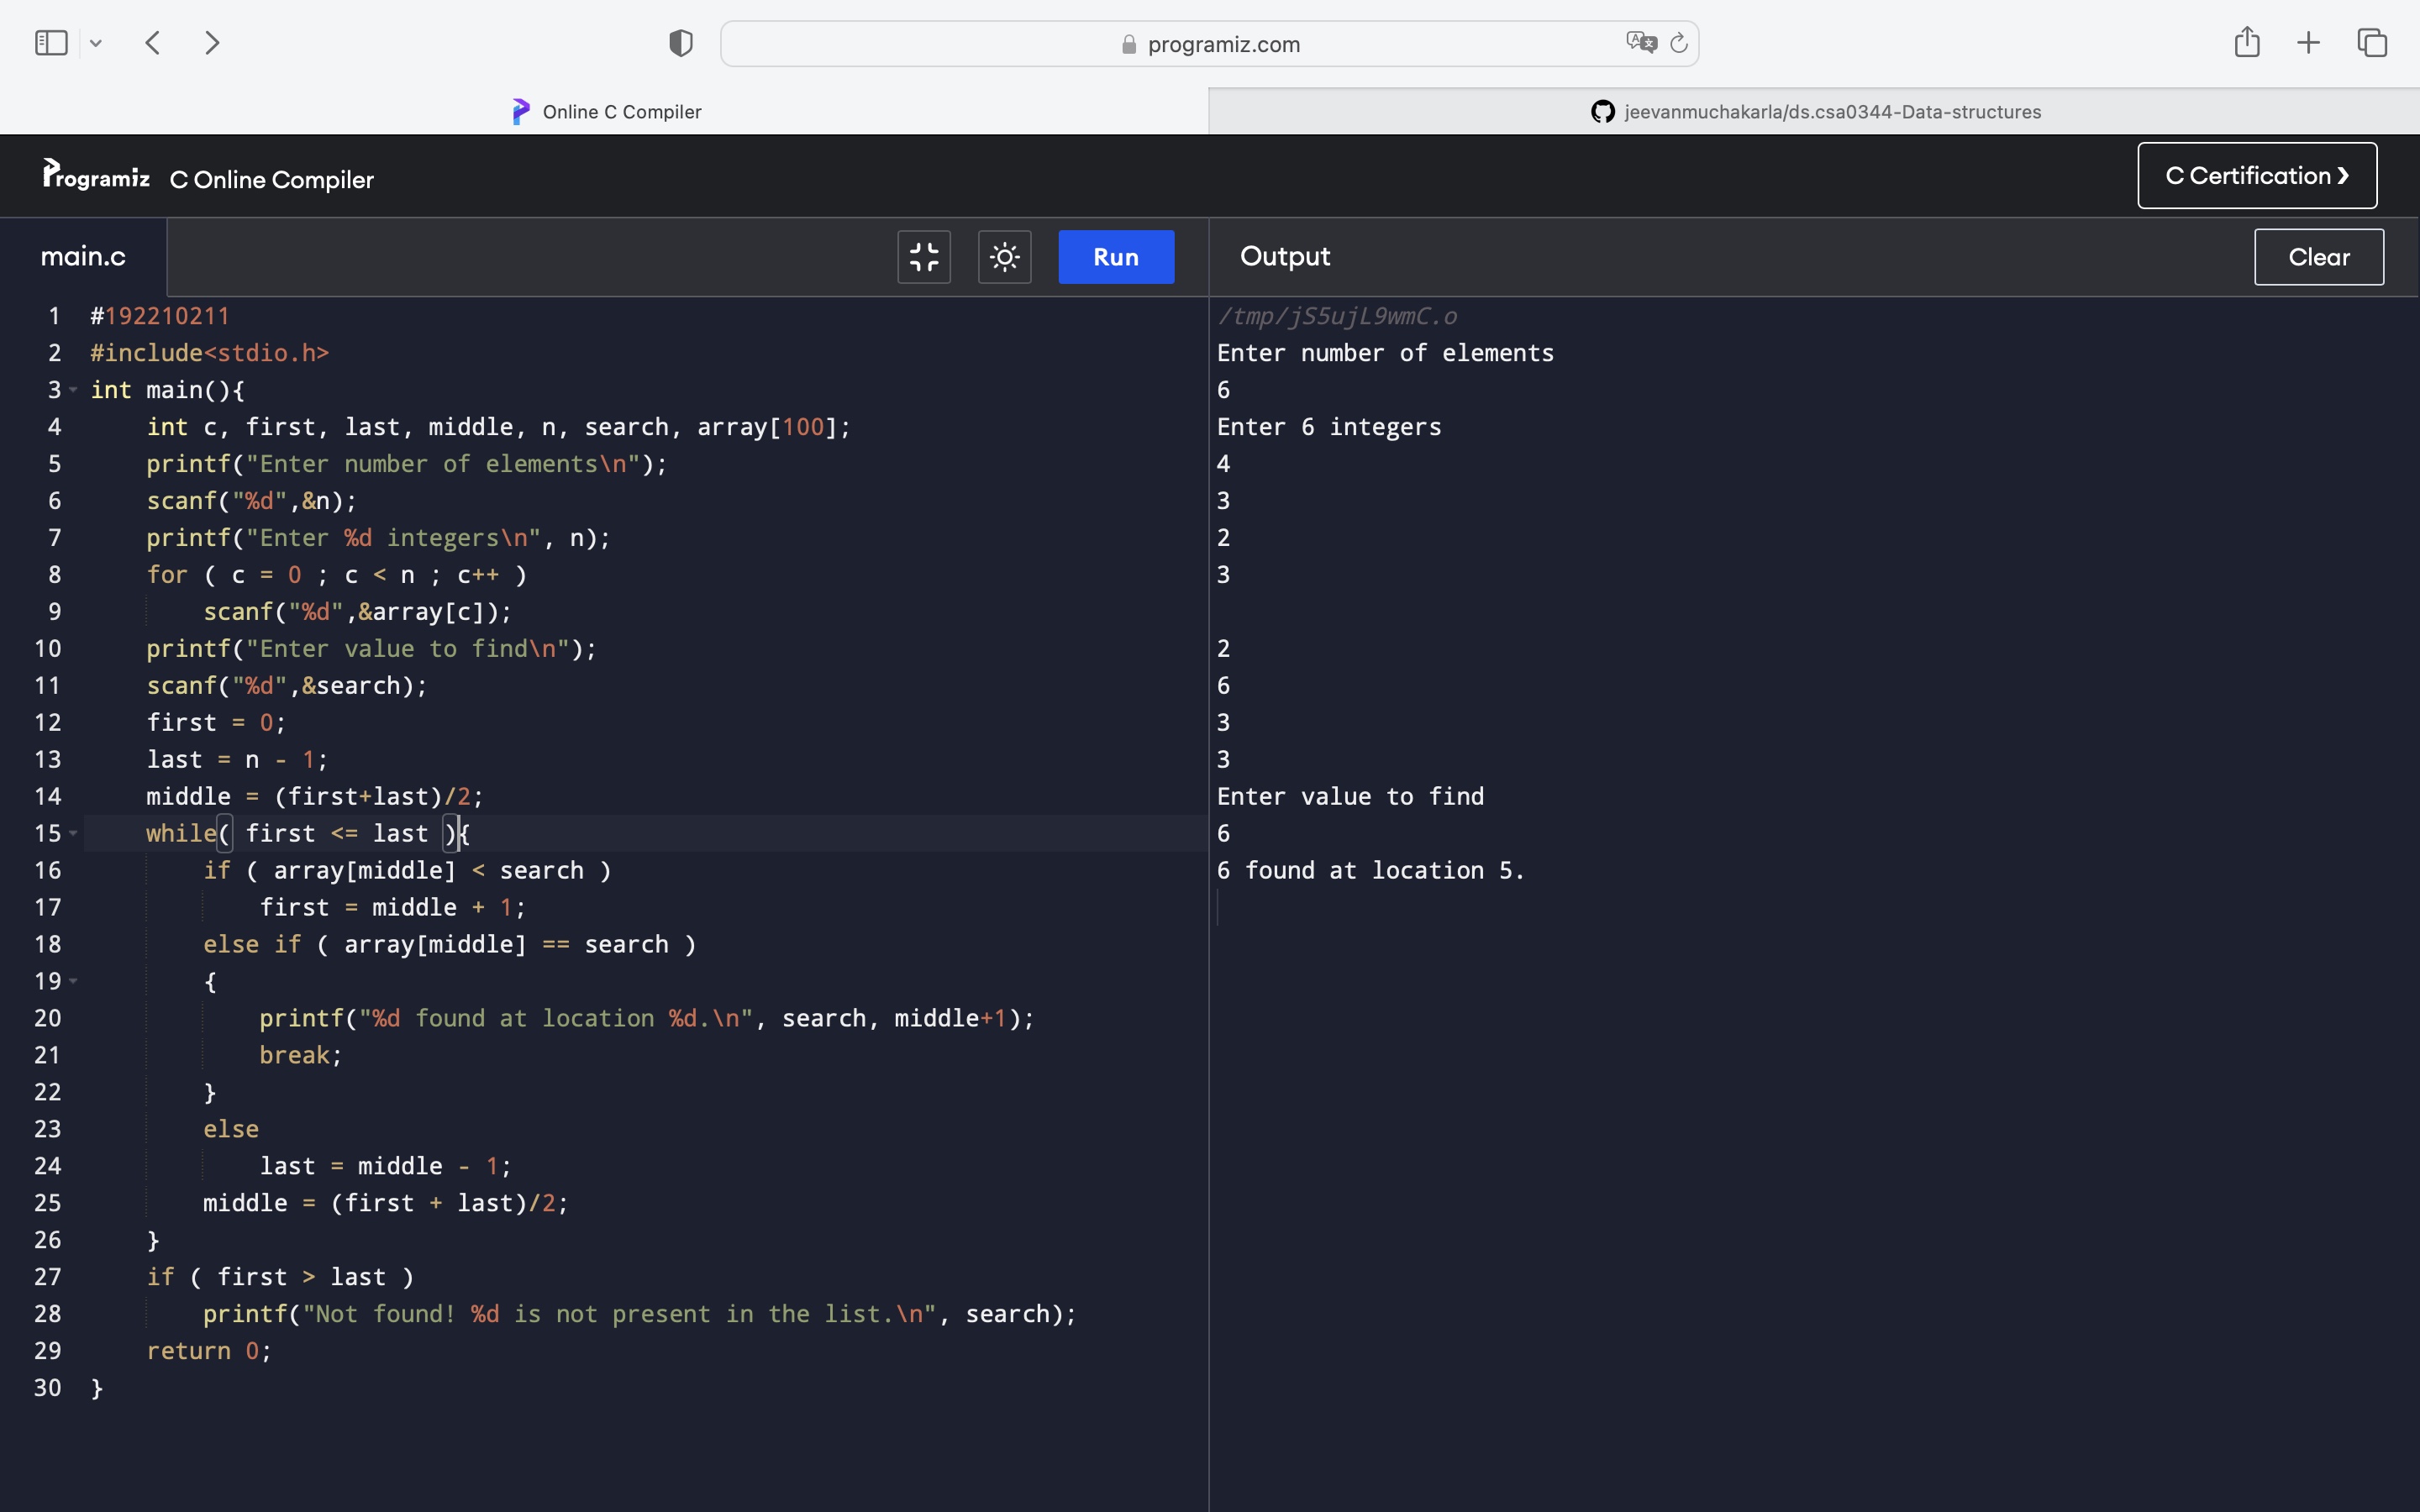 programiz.com
Online C Compiler
jeevanmuchakarla/ds.csa0344-Data-structures
Programiz C Online Compiler
C Certification ❯
main.c
Run
Output
Clear
1 #192210211
2 #include<stdio.h>
3 int main(){
4     int c, first, last, middle, n, search, array[100];
5     printf("Enter number of elements\n");
6     scanf("%d",&n);
7     printf("Enter %d integers\n", n);
8     for ( c = 0 ; c < n ; c++ )
9         scanf("%d",&array[c]);
10     printf("Enter value to find\n");
11     scanf("%d",&search);
12     first = 0;
13     last = n - 1;
14     middle = (first+last)/2;
15     while( first <= last ){
16         if ( array[middle] < search )
17             first = middle + 1;
18         else if ( array[middle] == search )
19         {
20             printf("%d found at location %d.\n", search, middle+1);
21             break;
22         }
23         else
24             last = middle - 1;
25         middle = (first + last)/2;
26     }
27     if ( first > last )
28         printf("Not found! %d is not present in the list.\n", search);
29     return 0;
30 }
/tmp/jS5ujL9wmC.o
Enter number of elements
6
Enter 6 integers
4
3
2
3
2
6
3
3
Enter value to find
6
6 found at location 5.